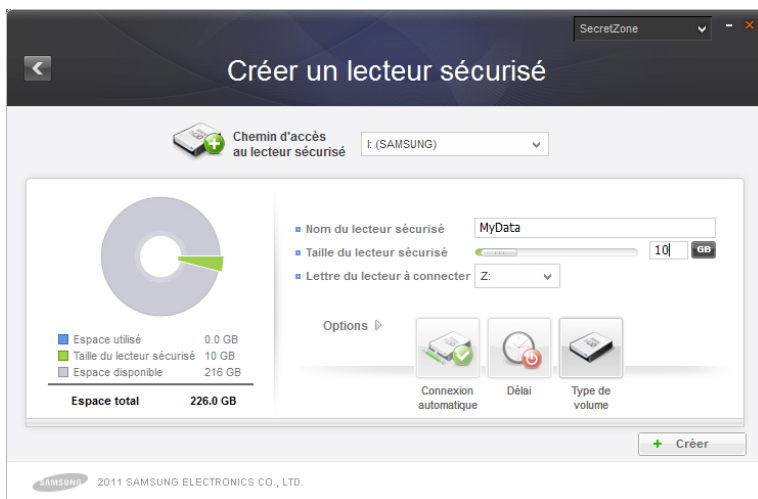 SecretZone
Créer un lecteur sécurisé
Chemin d'accès
au lecteur sécurisé
I: (SAMSUNG)
Nom du lecteur sécurisé
MyData
Taille du lecteur sécurisé
10
GB
Lettre du lecteur à connecter
Z:
Options
Connexion
automatique
Délai
Type de
volume
Espace utilisé 0.0 GB
Taille du lecteur sécurisé 10 GB
Espace disponible 216 GB
Espace total 226.0 GB
+ Créer
SAMSUNG 2011 SAMSUNG ELECTRONICS CO., LTD.